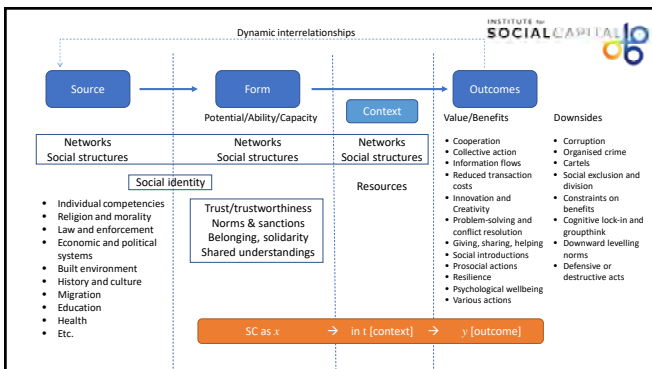 Dynamic interrelationships
INSTITUTE for
SOCIAL CAPITAL
Source
Form
Outcomes
Potential/Ability/Capacity
Context
Value/Benefits
Downsides
Networks
Social structures
Networks
Social structures
Networks
Social structures
Social identity
Resources
Trust/trustworthiness
Norms & sanctions
Belonging, solidarity
Shared understandings
• Individual competencies
• Religion and morality
• Law and enforcement
• Economic and political
systems
• Built environment
• History and culture
• Migration
• Education
• Health
• Etc.
• Cooperation
• Collective action
• Information flows
• Reduced transaction
costs
• Innovation and
Creativity
• Problem-solving and
conflict resolution
• Giving, sharing, helping
• Social introductions
• Prosocial actions
• Resilience
• Psychological wellbeing
• Various actions
• Corruption
• Organised crime
• Cartels
• Social exclusion and
division
• Constraints on
benefits
• Cognitive lock-in and
groupthink
• Downward levelling
norms
• Defensive or
destructive acts
SC as x → in t [context] → y [outcome]